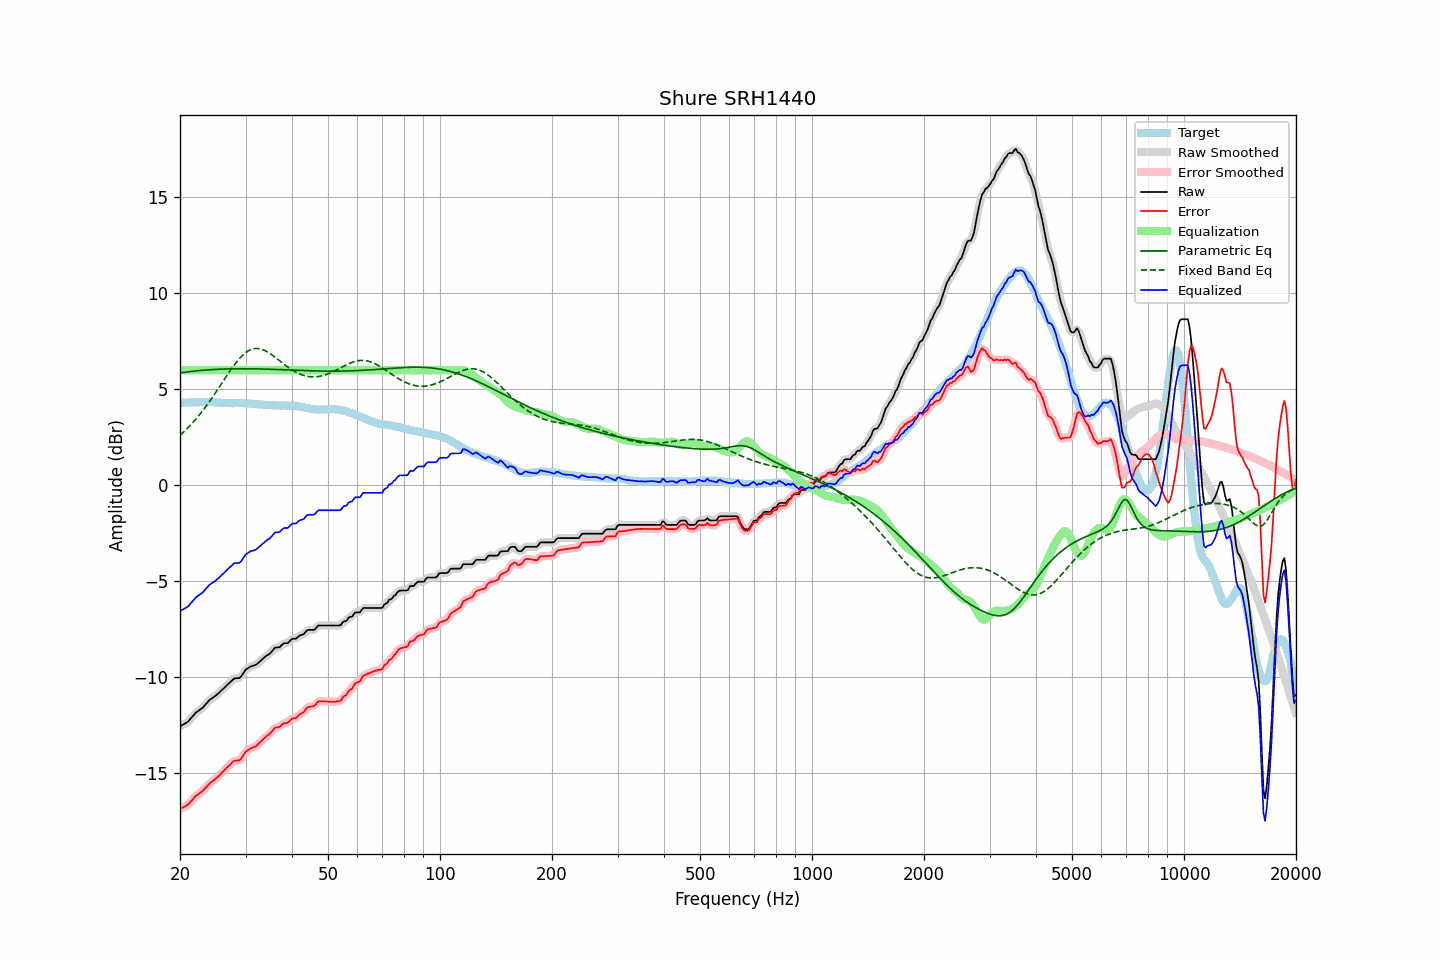 Shure SRH1440
Amplitude (dBr)
15
10
5
0
−5
−10
−15
20
50
100
200
500
1000
2000
5000
10000
20000
Frequency (Hz)
Target
Raw Smoothed
Error Smoothed
Raw
Error
Equalization
Parametric Eq
Fixed Band Eq
Equalized